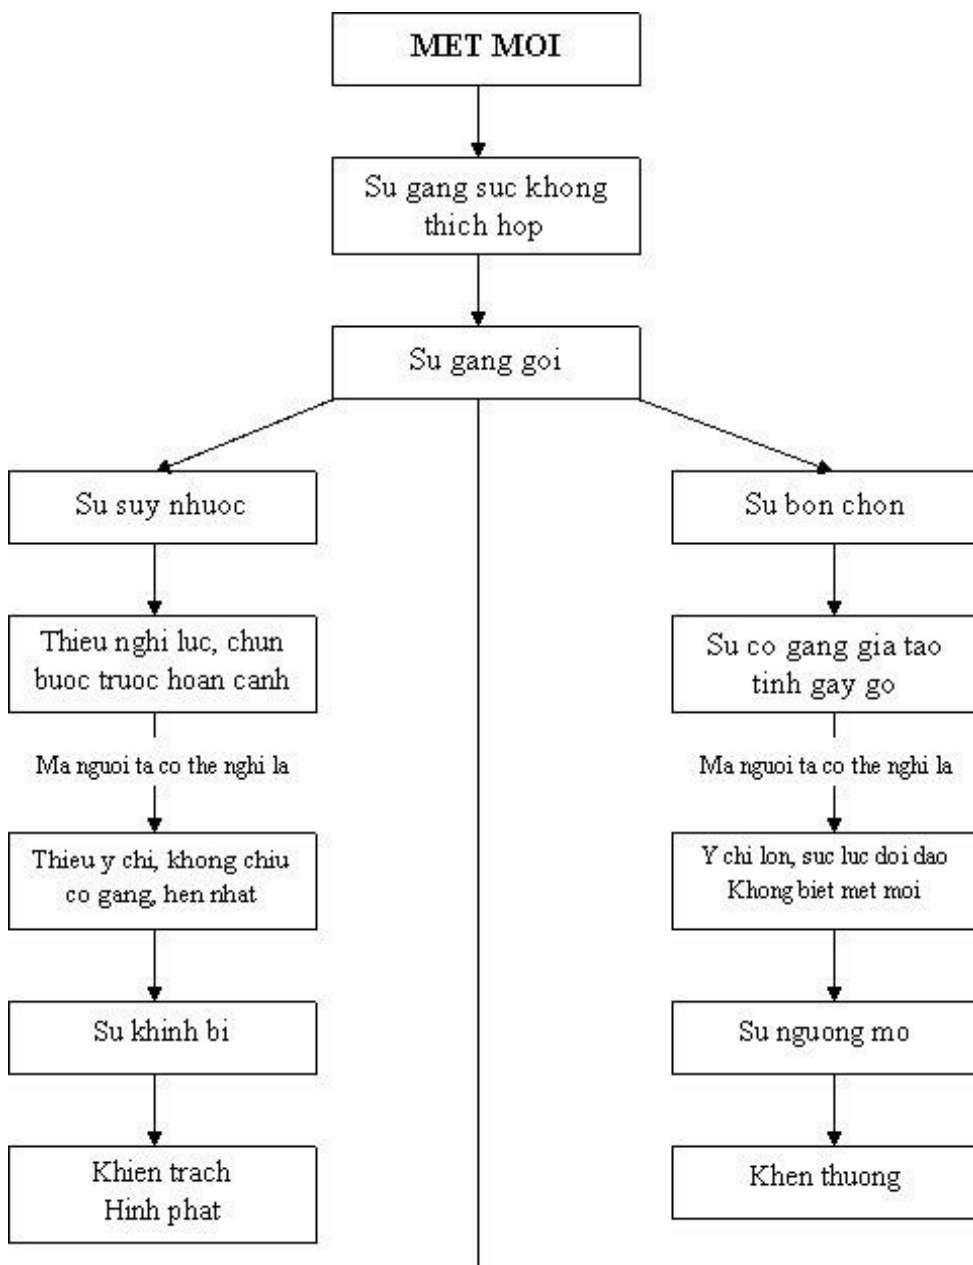 MET MOI
Su gang suc khong
thich hop
Su gang goi
Su suy nhuoc
Thieu nghi luc, chun
buoc truoc hoan canh
Ma nguoi ta co the nghi la
Thieu y chi, khong chiu
co gang, hen nhat
Su khinh bi
Khien trach
Hinh phat
Su bon chon
Su co gang gia tao
tinh gay go
Ma nguoi ta co the nghi la
Y chi lon, suc luc doi dao
Khong biet met moi
Su nguong mo
Khen thuong